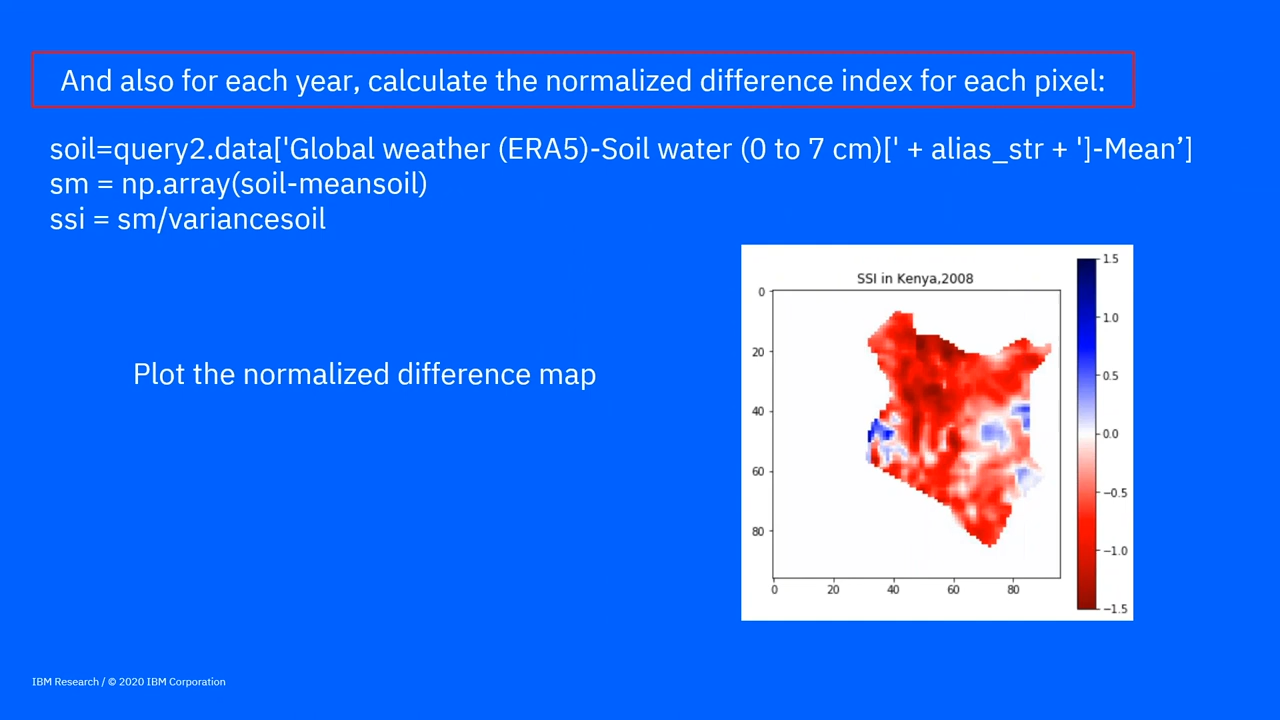 And also for each year, calculate the normalized difference index for each pixel:
soil=query2.data['Global weather (ERA5)-Soil water (0 to 7 cm)[' + alias_str + ']-Mean’]
sm = np.array(soil-meansoil)
ssi = sm/variancesoil
Plot the normalized difference map
SSI in Kenya,2008
0
20
40
60
80
0 20 40 60 80
1.5
1.0
0.5
0.0
−0.5
−1.0
−1.5
IBM Research / © 2020 IBM Corporation